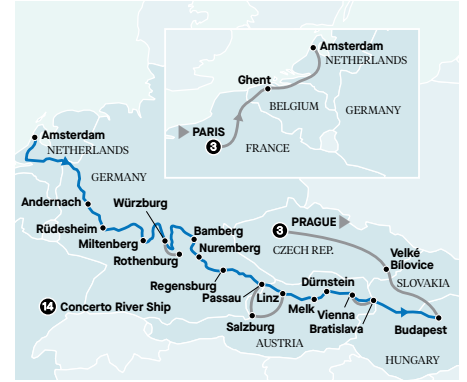 Amsterdam
NETHERLANDS
Ghent
BELGIUM
GERMANY
PARIS
3
FRANCE
Amsterdam
NETHERLANDS
GERMANY
Andernach
Würzburg
Rüdesheim
Miltenberg
Bamberg
Nuremberg
Rothenburg
3 PRAGUE
CZECH REP.
Velké
Bílovice
SLOVAKIA
Regensburg
Passau
Linz
Dürnstein
14 Concerto River Ship
Melk
Vienna
Bratislava
Salzburg
Budapest
AUSTRIA
HUNGARY